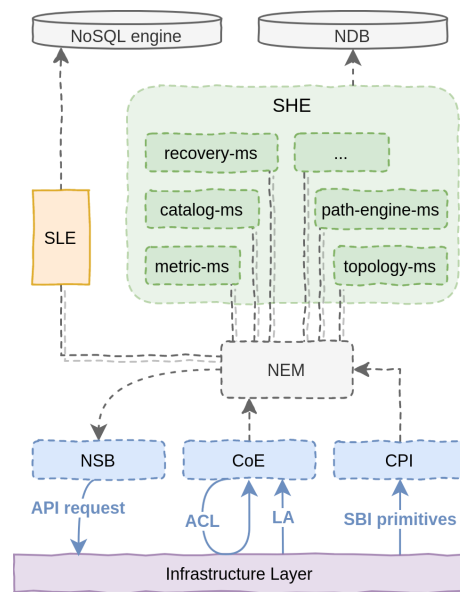 NoSQL engine
NDB
SHE
recovery-ms
...
catalog-ms
path-engine-ms
SLE
metric-ms
topology-ms
NEM
NSB
CoE
CPI
API request
ACL
LA
SBI primitives
Infrastructure Layer